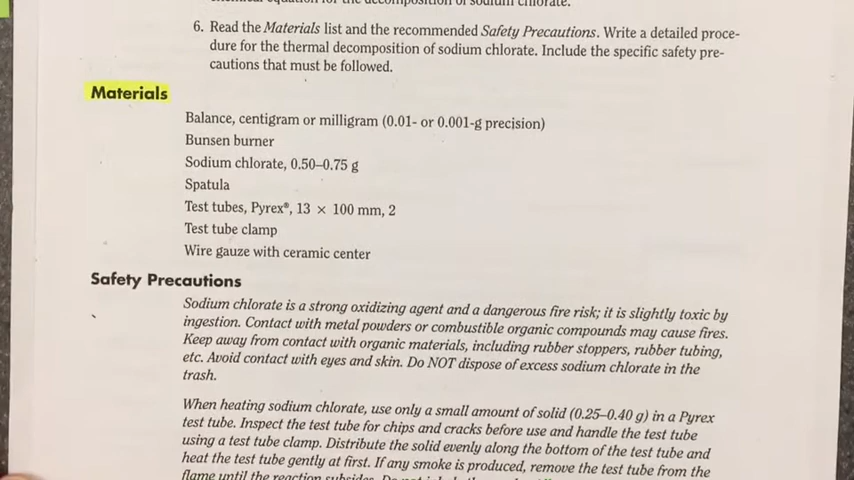 6. Read the Materials list and the recommended Safety Precautions. Write a detailed proce-
dure for the thermal decomposition of sodium chlorate. Include the specific safety pre-
cautions that must be followed.
Materials
Balance, centigram or milligram (0.01- or 0.001-g precision)
Bunsen burner
Sodium chlorate, 0.50–0.75 g
Spatula
Test tubes, Pyrex®, 13 × 100 mm, 2
Test tube clamp
Wire gauze with ceramic center
Safety Precautions
Sodium chlorate is a strong oxidizing agent and a dangerous fire risk; it is slightly toxic by
ingestion. Contact with metal powders or combustible organic compounds may cause fires.
Keep away from contact with organic materials, including rubber stoppers, rubber tubing,
etc. Avoid contact with eyes and skin. Do NOT dispose of excess sodium chlorate in the
trash.
When heating sodium chlorate, use only a small amount of solid (0.25–0.40 g) in a Pyrex
test tube. Inspect the test tube for chips and cracks before use and handle the test tube
using a test tube clamp. Distribute the solid evenly along the bottom of the test tube and
heat the test tube gently at first. If any smoke is produced, remove the test tube from the
flame until the reaction subsides.